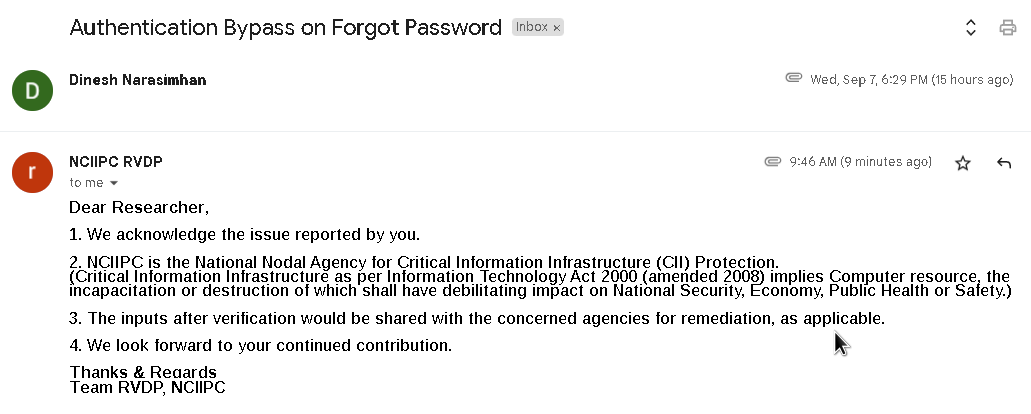 Authentication Bypass on Forgot Password Inbox ×
D Dinesh Narasimhan Wed, Sep 7, 6:29 PM (15 hours ago)
r NCIIPC RVDP 9:46 AM (9 minutes ago)
to me
Dear Researcher,
1. We acknowledge the issue reported by you.
2. NCIIPC is the National Nodal Agency for Critical Information Infrastructure (CII) Protection.
(Critical Information Infrastructure as per Information Technology Act 2000 (amended 2008) implies Computer resource, the
incapacitation or destruction of which shall have debilitating impact on National Security, Economy, Public Health or Safety.)
3. The inputs after verification would be shared with the concerned agencies for remediation, as applicable.
4. We look forward to your continued contribution.
Thanks & Regards
Team RVDP, NCIIPC